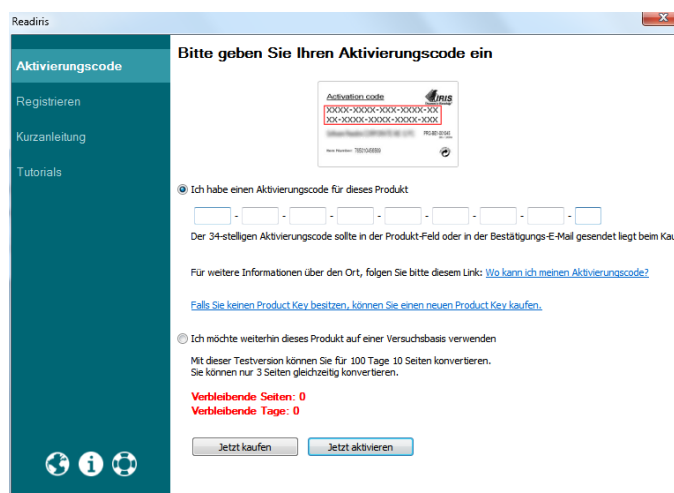 Readiris
Aktivierungscode
Registrieren
Kurzanleitung
Tutorials
Bitte geben Sie Ihren Aktivierungscode ein
Activation code
IRIS
XXXX-XXXX-XXX-XXXX-XX
XX-XXXX-XXXX-XXXX-XXX
Ich habe einen Aktivierungscode für dieses Produkt
- - - - - - - -
Der 34-stelligen Aktivierungscode sollte in der Produkt-Feld oder in der Bestätigungs-E-Mail gesendet liegt beim Kau
Für weitere Informationen über den Ort, folgen Sie bitte diesem Link: Wo kann ich meinen Aktivierungscode?
Falls Sie keinen Product Key besitzen, können Sie einen neuen Product Key kaufen.
Ich möchte weiterhin dieses Produkt auf einer Versuchsbasis verwenden
Mit dieser Testversion können Sie für 100 Tage 10 Seiten konvertieren.
Sie können nur 3 Seiten gleichzeitig konvertieren.
Verbleibende Seiten: 0
Verbleibende Tage: 0
Jetzt kaufen
Jetzt aktivieren